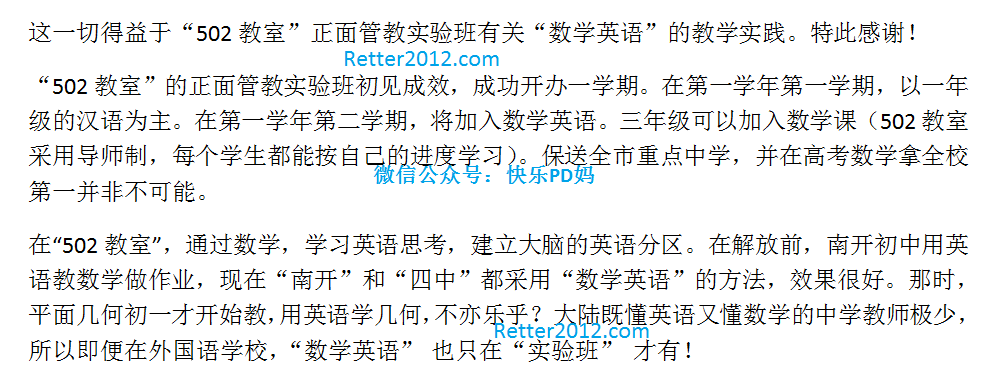 这一切得益于“502 教室”正面管教实验班有关“数学英语”的教学实践。特此感谢！
Retter2012.com
“502 教室”的正面管教实验班初见成效，成功开办一学期。在第一学年第一学期，以一年
级的汉语为主。在第一学年第二学期，将加入数学英语。三年级可以加入数学课（502 教室
采用导师制，每个学生都能按自己的进度学习）。保送全市重点中学，并在高考数学拿全校
微信公众号：快乐PD妈
第一并非不可能。
在“502 教室”，通过数学，学习英语思考，建立大脑的英语分区。在解放前，南开初中用英
语教数学做作业，现在“南开”和“四中”都采用“数学英语”的方法，效果很好。那时，
平面几何初一才开始教，用英语学几何，不亦乐乎？大陆既懂英语又懂数学的中学教师极少，
Retter2012.com
所以即便在外国语学校，“数学英语” 也只在“实验班” 才有！